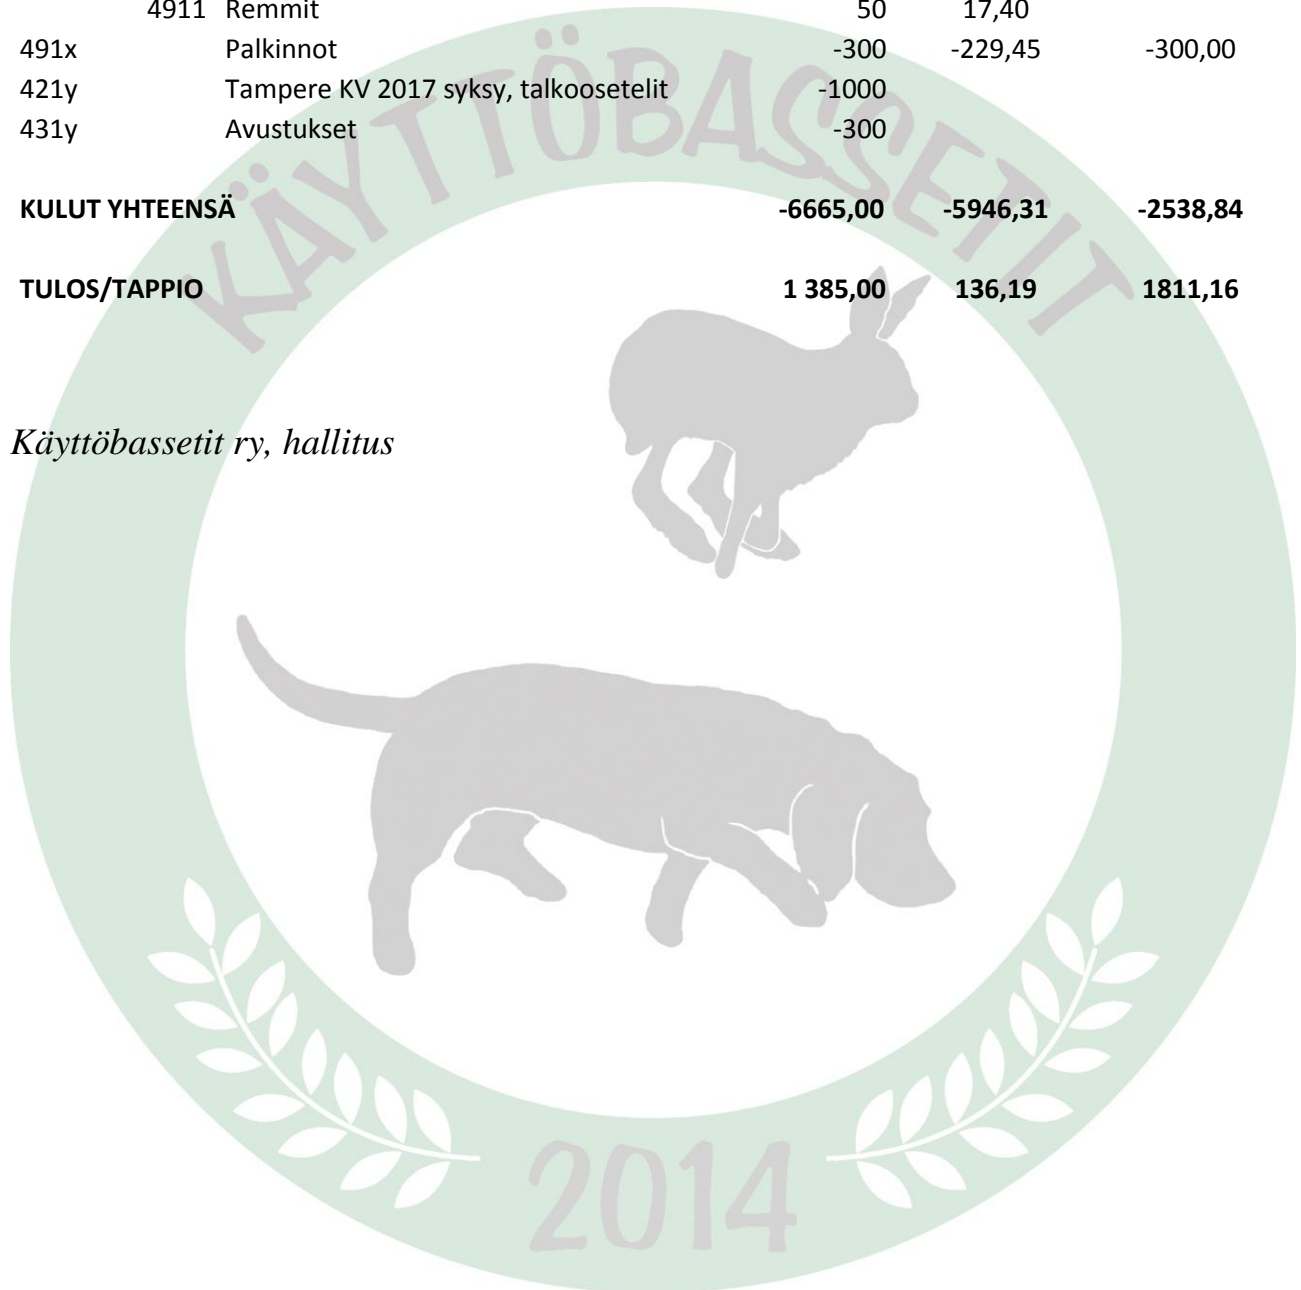 4911 Remmit 50 17,40
491x Palkinnot -300 -229,45 -300,00
421y Tampere KV 2017 syksy, talkoosetelit -1000
431y Avustukset -300
KULUT YHTEENSÄ -6665,00 -5946,31 -2538,84
TULOS/TAPPIO 1 385,00 136,19 1811,16
Käyttöbassetit ry, hallitus
KÄYTTÖBASSETIT
2014